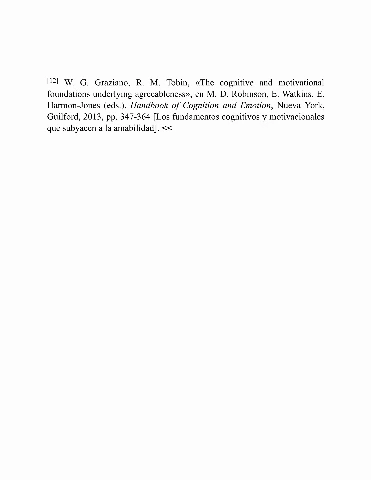 [12] W. G. Graziano, R. M. Tobin, «The cognitive and motivational
foundations underlying agreeableness», en M. D. Robinson, E. Watkins, E.
Harmon-Jones (eds.), Handbook of Cognition and Emotion, Nueva York,
Guilford, 2013, pp. 347-364 [Los fundamentos cognitivos y motivacionales
que subyacen a la amabilidad]. <<